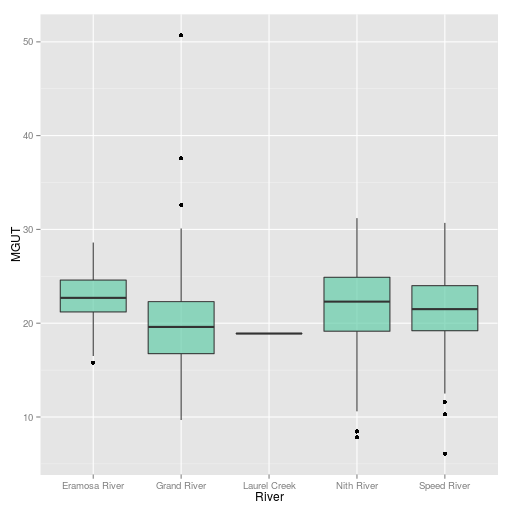 50
40
30
20
10
MGUT
Eramosa River
Grand River
Laurel Creek
Nith River
Speed River
River